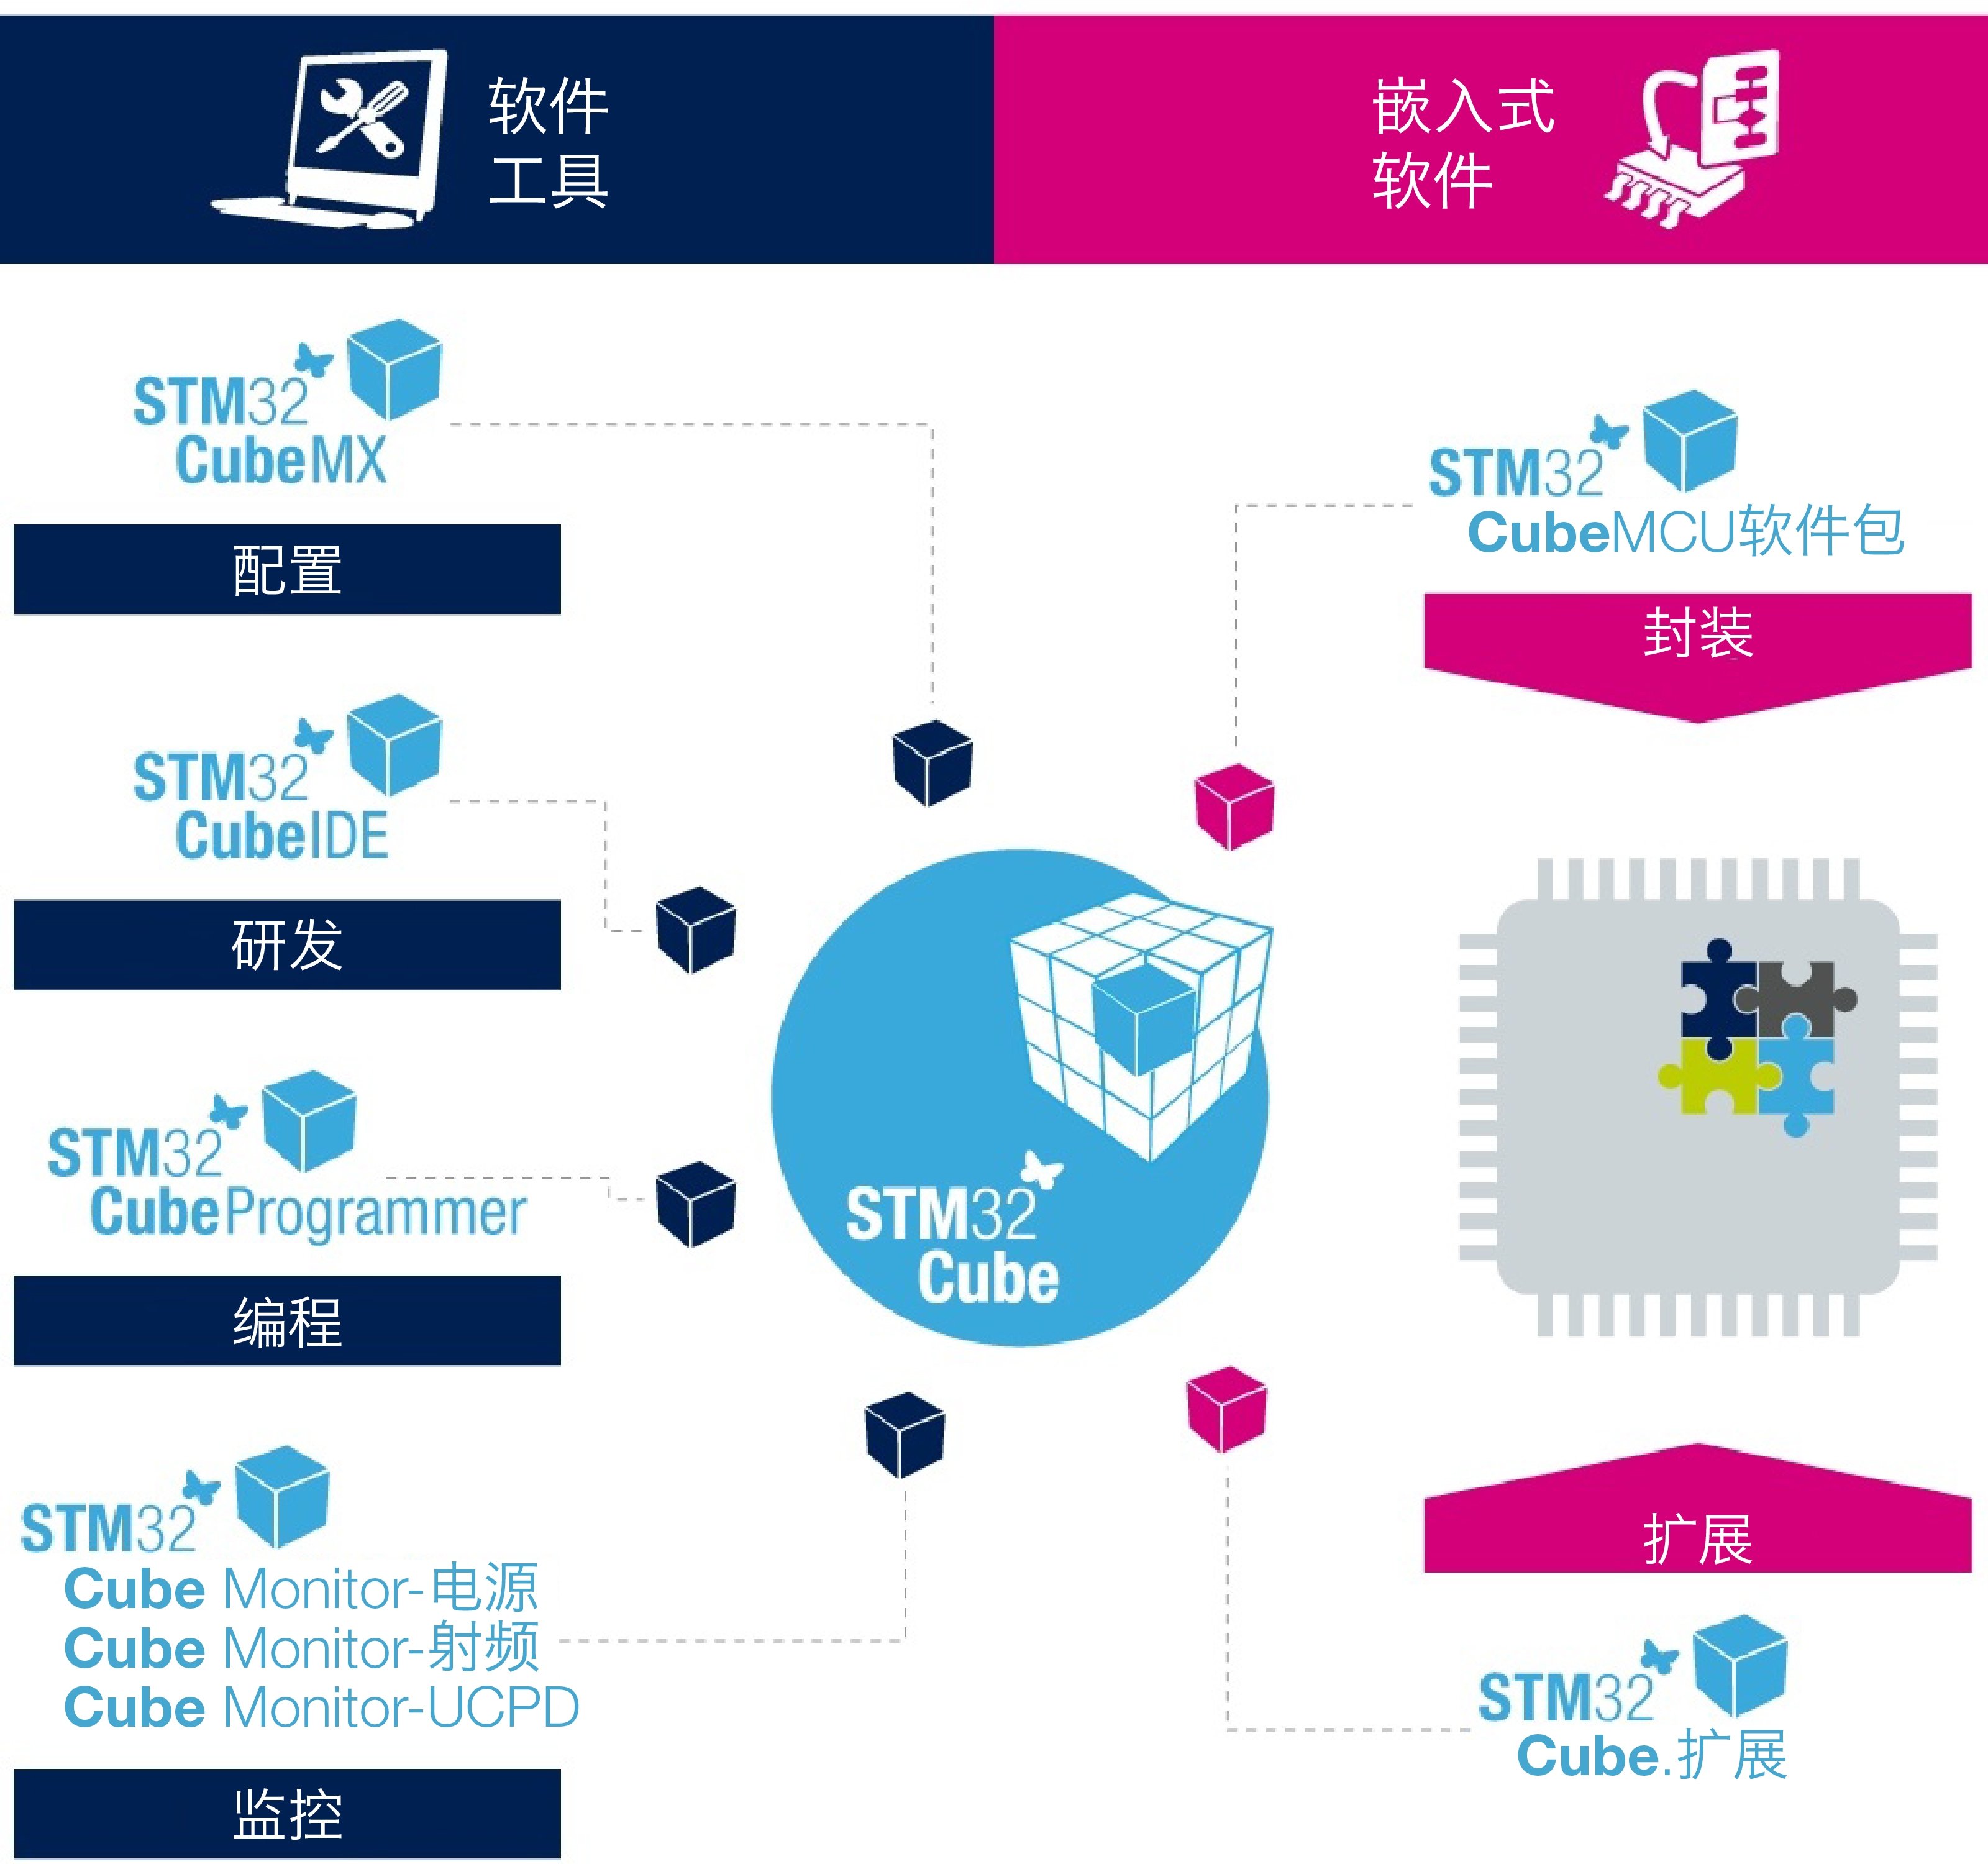 软件
工具
嵌入式
软件
STM32
CubeMX
配置
STM32
CubeIDE
研发
STM32
CubeProgrammer
编程
STM32
Cube Monitor-电源
Cube Monitor-射频
Cube Monitor-UCPD
监控
STM32
Cube
STM32
CubeMCU软件包
封装
扩展
STM32
Cube.扩展